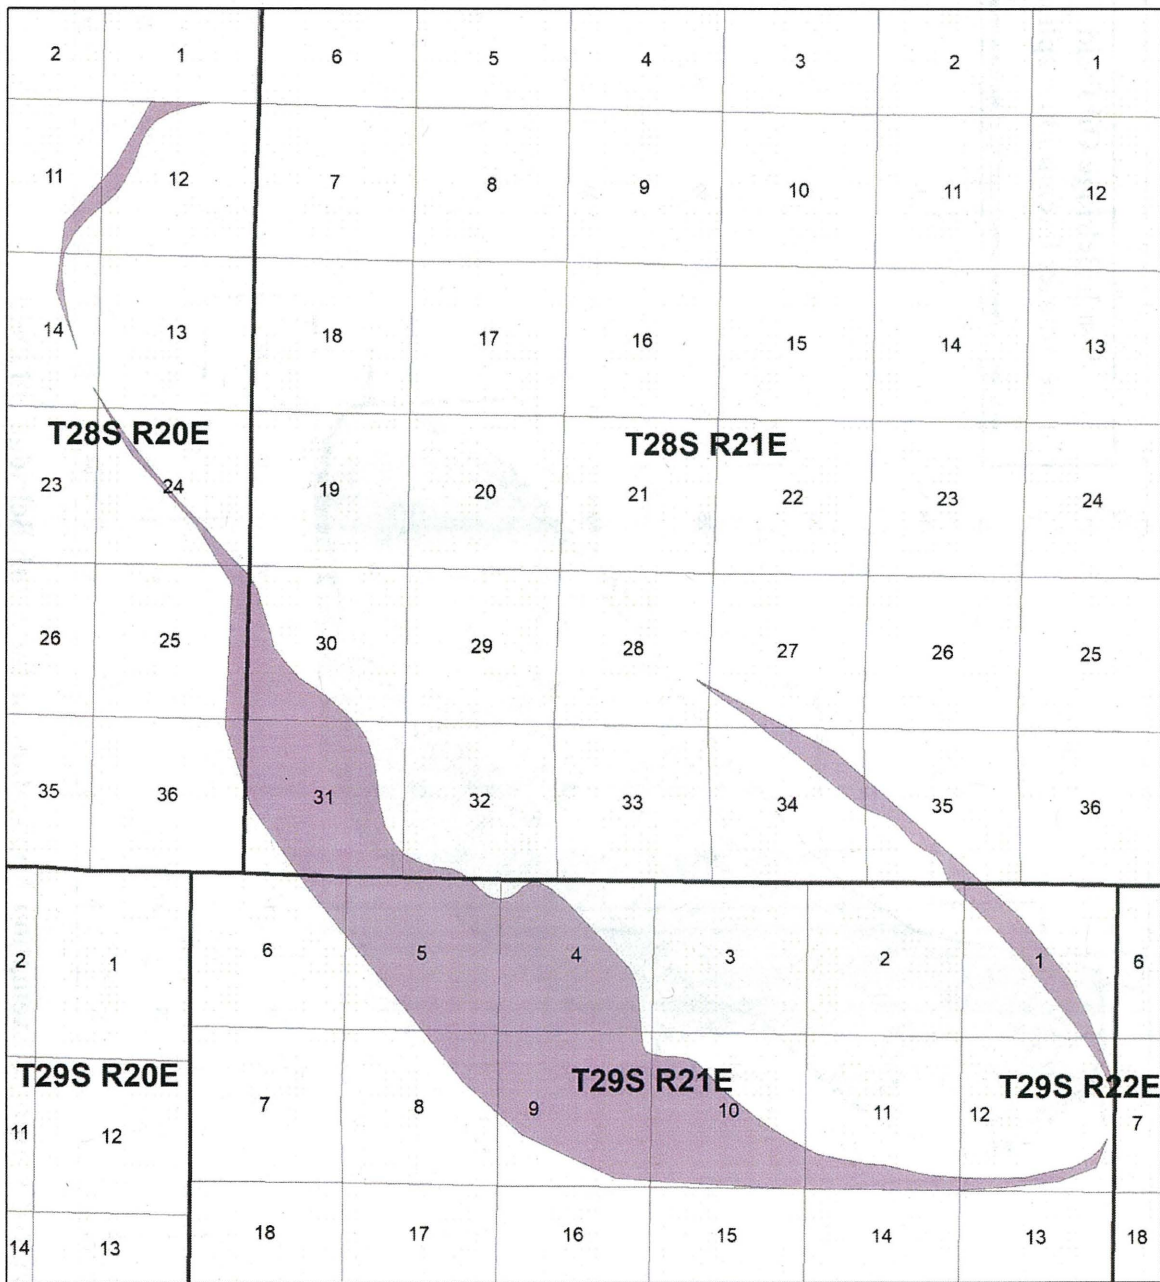 2 1 6 5 4 3 2 1
11 12 7 8 9 10 11 12
14 13 18 17 16 15 14 13
T28S R20E T28S R21E
23 24 19 20 21 22 23 24
26 25 30 29 28 27 26 25
35 36 31 32 33 34 35 36
2 1 6 5 4 3 2 1 6
T29S R20E T29S R21E T29S R22E
11 12 7 8 9 10 11 12 7
14 13 18 17 16 15 14 13 18